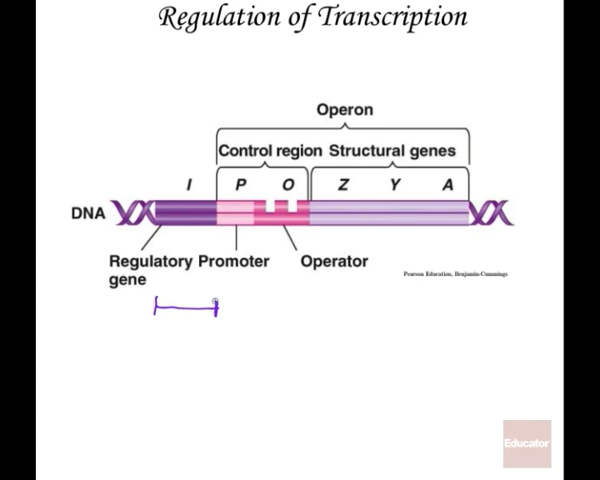 Regulation of Transcription
Operon
Control region Structural genes
I P O Z Y A
DNA
Regulatory Promoter Operator
gene
Pearson Education, Benjamin-Cummings
Educator